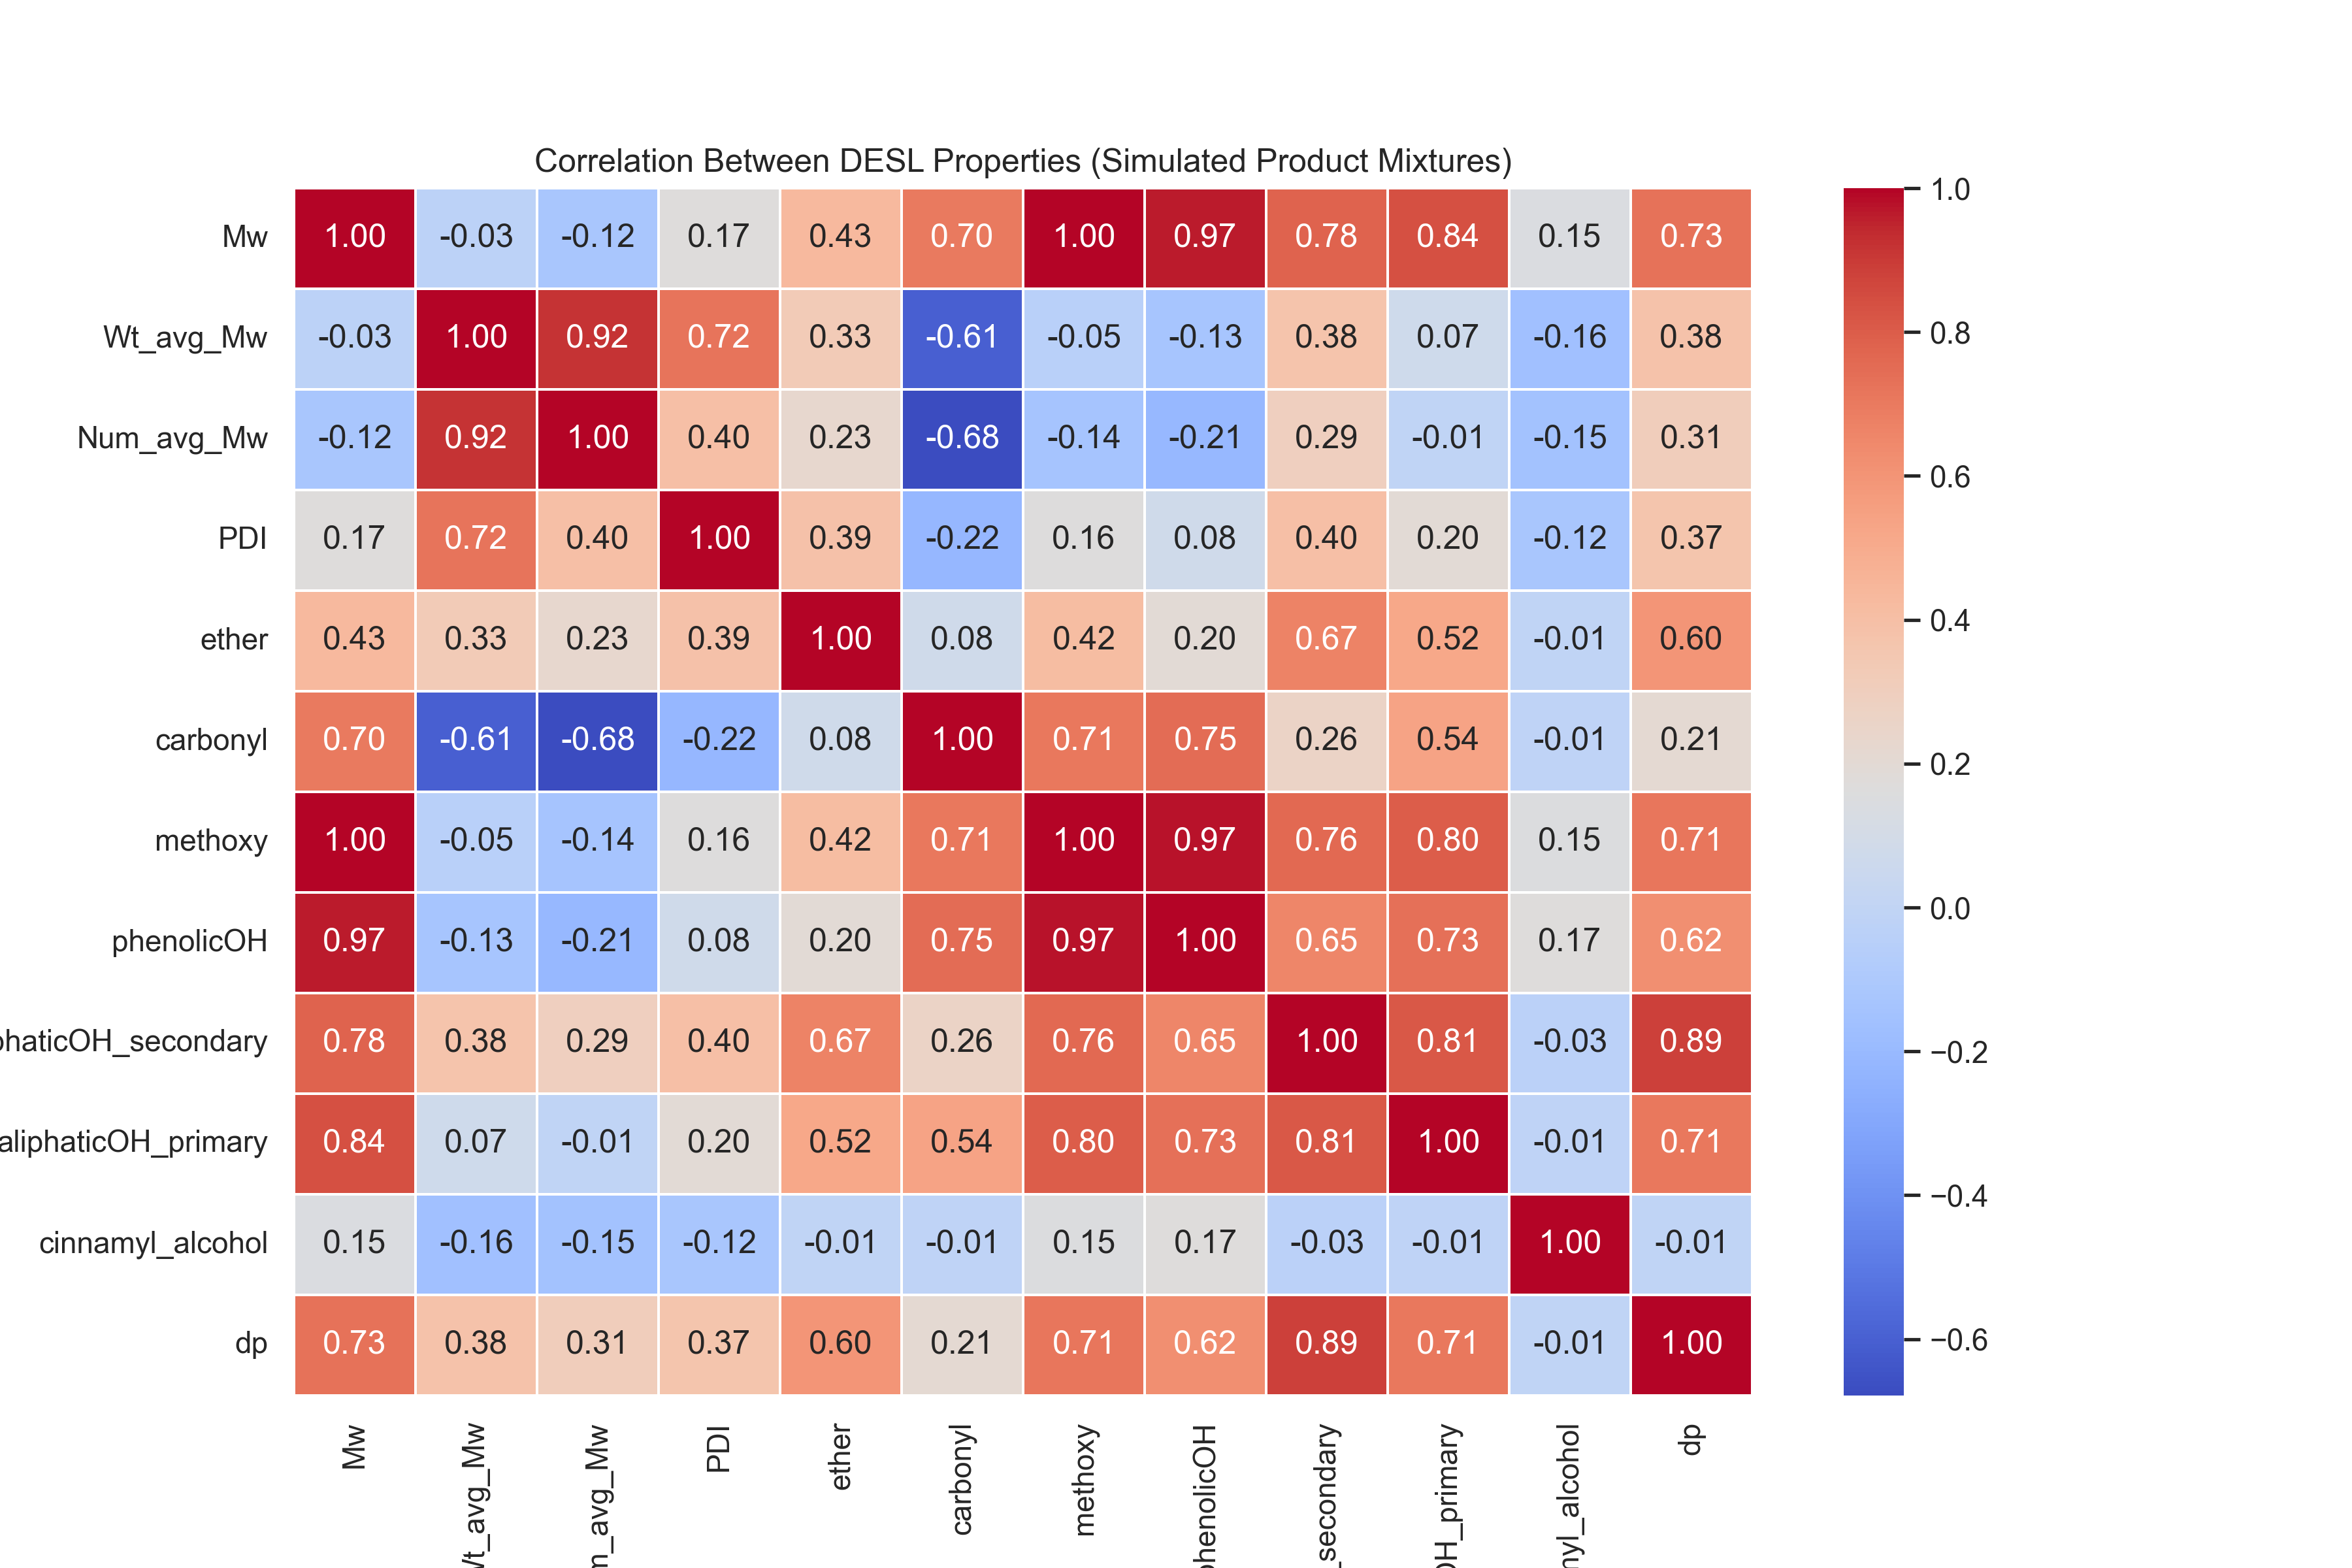 Correlation Between DESL Properties (Simulated Product Mixtures)
Mw 1.00 -0.03 -0.12 0.17 0.43 0.70 1.00 0.97 0.78 0.84 0.15 0.73
Wt_avg_Mw -0.03 1.00 0.92 0.72 0.33 -0.61 -0.05 -0.13 0.38 0.07 -0.16 0.38
Num_avg_Mw -0.12 0.92 1.00 0.40 0.23 -0.68 -0.14 -0.21 0.29 -0.01 -0.15 0.31
PDI 0.17 0.72 0.40 1.00 0.39 -0.22 0.16 0.08 0.40 0.20 -0.12 0.37
ether 0.43 0.33 0.23 0.39 1.00 0.08 0.42 0.20 0.67 0.52 -0.01 0.60
carbonyl 0.70 -0.61 -0.68 -0.22 0.08 1.00 0.71 0.75 0.26 0.54 -0.01 0.21
methoxy 1.00 -0.05 -0.14 0.16 0.42 0.71 1.00 0.97 0.76 0.80 0.15 0.71
phenolicOH 0.97 -0.13 -0.21 0.08 0.20 0.75 0.97 1.00 0.65 0.73 0.17 0.62
phaticOH_secondary 0.78 0.38 0.29 0.40 0.67 0.26 0.76 0.65 1.00 0.81 -0.03 0.89
aliphaticOH_primary 0.84 0.07 -0.01 0.20 0.52 0.54 0.80 0.73 0.81 1.00 -0.01 0.71
cinnamyl_alcohol 0.15 -0.16 -0.15 -0.12 -0.01 -0.01 0.15 0.17 -0.03 -0.01 1.00 -0.01
dp 0.73 0.38 0.31 0.37 0.60 0.21 0.71 0.62 0.89 0.71 -0.01 1.00
Mw
Wt_avg_Mw
m_avg_Mw
PDI
ether
carbonyl
methoxy
phenolicOH
_secondary
OH_primary
nyl_alcohol
dp
1.0
0.8
0.6
0.4
0.2
0.0
−0.2
−0.4
−0.6